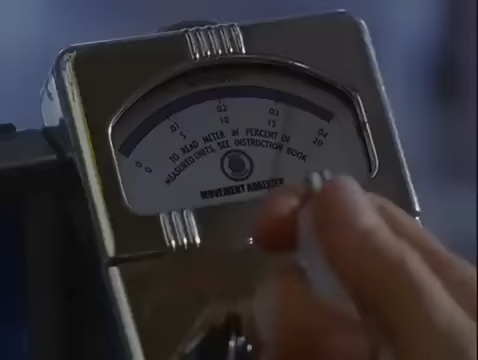 .01 .02 .03 .04
0 5 10 15 20
0
TO READ METER IN PERCENT OF
MEASURED UNITS, SEE INSTRUCTION BOOK
MOVEMENT ANALYZER